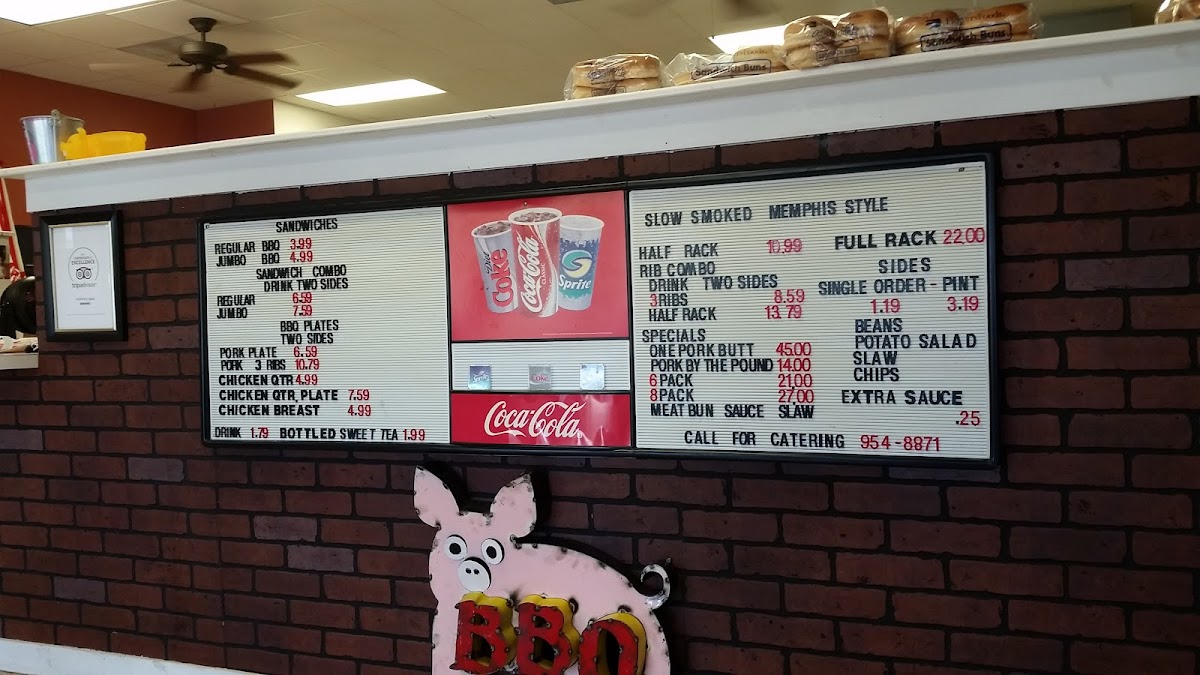 Sandwich Buns
Sandwich Buns
Sandwich Buns
EXCELLENCE
tripadvisor
SANDWICHES
REGULAR BBQ 3.99
JUMBO BBQ 4.99
SANDWICH COMBO
DRINK TWO SIDES
REGULAR 6.59
JUMBO 7.59
BBQ PLATES
TWO SIDES
PORK PLATE 6.59
PORK 3 RIBS 10.79
CHICKEN QTR 4.99
CHICKEN QTR, PLATE 7.59
CHICKEN BREAST 4.99
DRINK 1.79 BOTTLED SWEET TEA 1.99
Diet Coke
Coca-Cola
Sprite
Coca-Cola
SLOW SMOKED MEMPHIS STYLE
HALF RACK 10.99
RIB COMBO
DRINK TWO SIDES
3 RIBS 8.59
HALF RACK 13.79
SPECIALS
ONE PORK BUTT 45.00
PORK BY THE POUND 14.00
6 PACK 21.00
8 PACK 27.00
MEAT BUN SAUCE SLAW
FULL RACK 22.00
SIDES
SINGLE ORDER - PINT
1.19 3.19
BEANS
POTATO SALAD
SLAW
CHIPS
EXTRA SAUCE
.25
CALL FOR CATERING 954-8871
BBQ